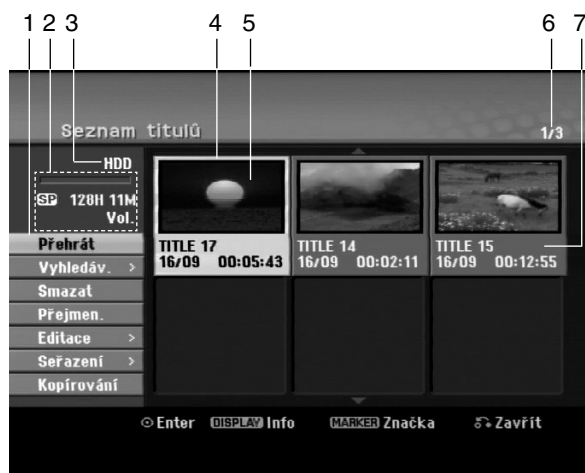 1 2 3 4 5 6 7
Seznam titulů
1/3
HDD
SP 128H 11M
Vol.
Přehrát
Vyhledáv. >
Smazat
Přejmen.
Editace >
Seřazení >
Kopírování
TITLE 17
16/09 00:05:43
TITLE 14
16/09 00:02:11
TITLE 15
16/09 00:12:55
Enter DISPLAY Info MARKER Značka Zavřít